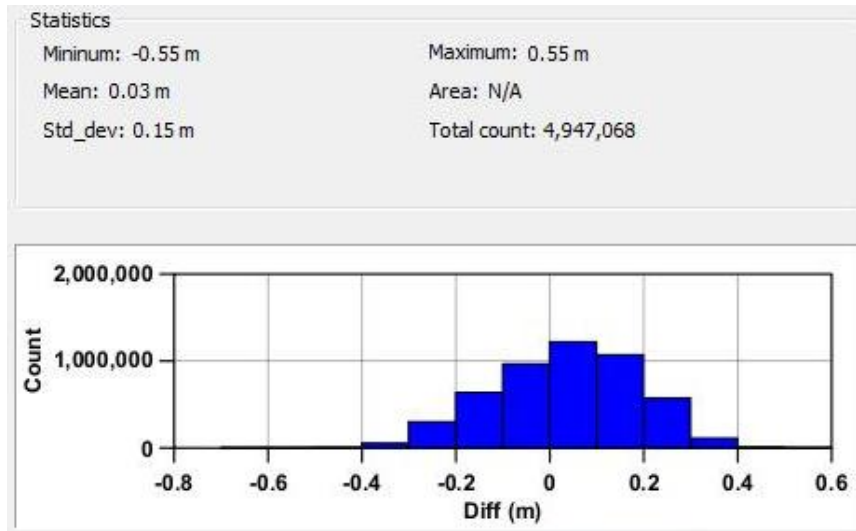 Statistics
Mininum: -0.55 m Maximum: 0.55 m
Mean: 0.03 m Area: N/A
Std_dev: 0.15 m Total count: 4,947,068
2,000,000
1,000,000
0
Count
-0.8 -0.6 -0.4 -0.2 0 0.2 0.4 0.6
Diff (m)